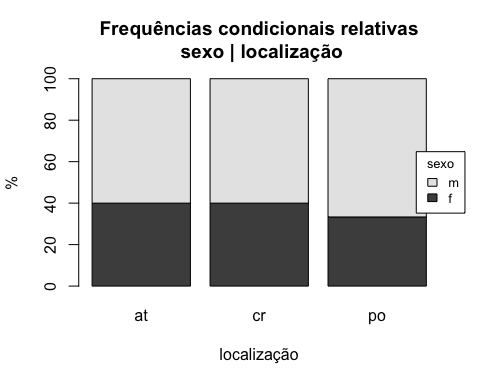 Frequências condicionais relativas
sexo | localização
100
80
60
40
20
0
%
sexo
m
f
at cr po
localização